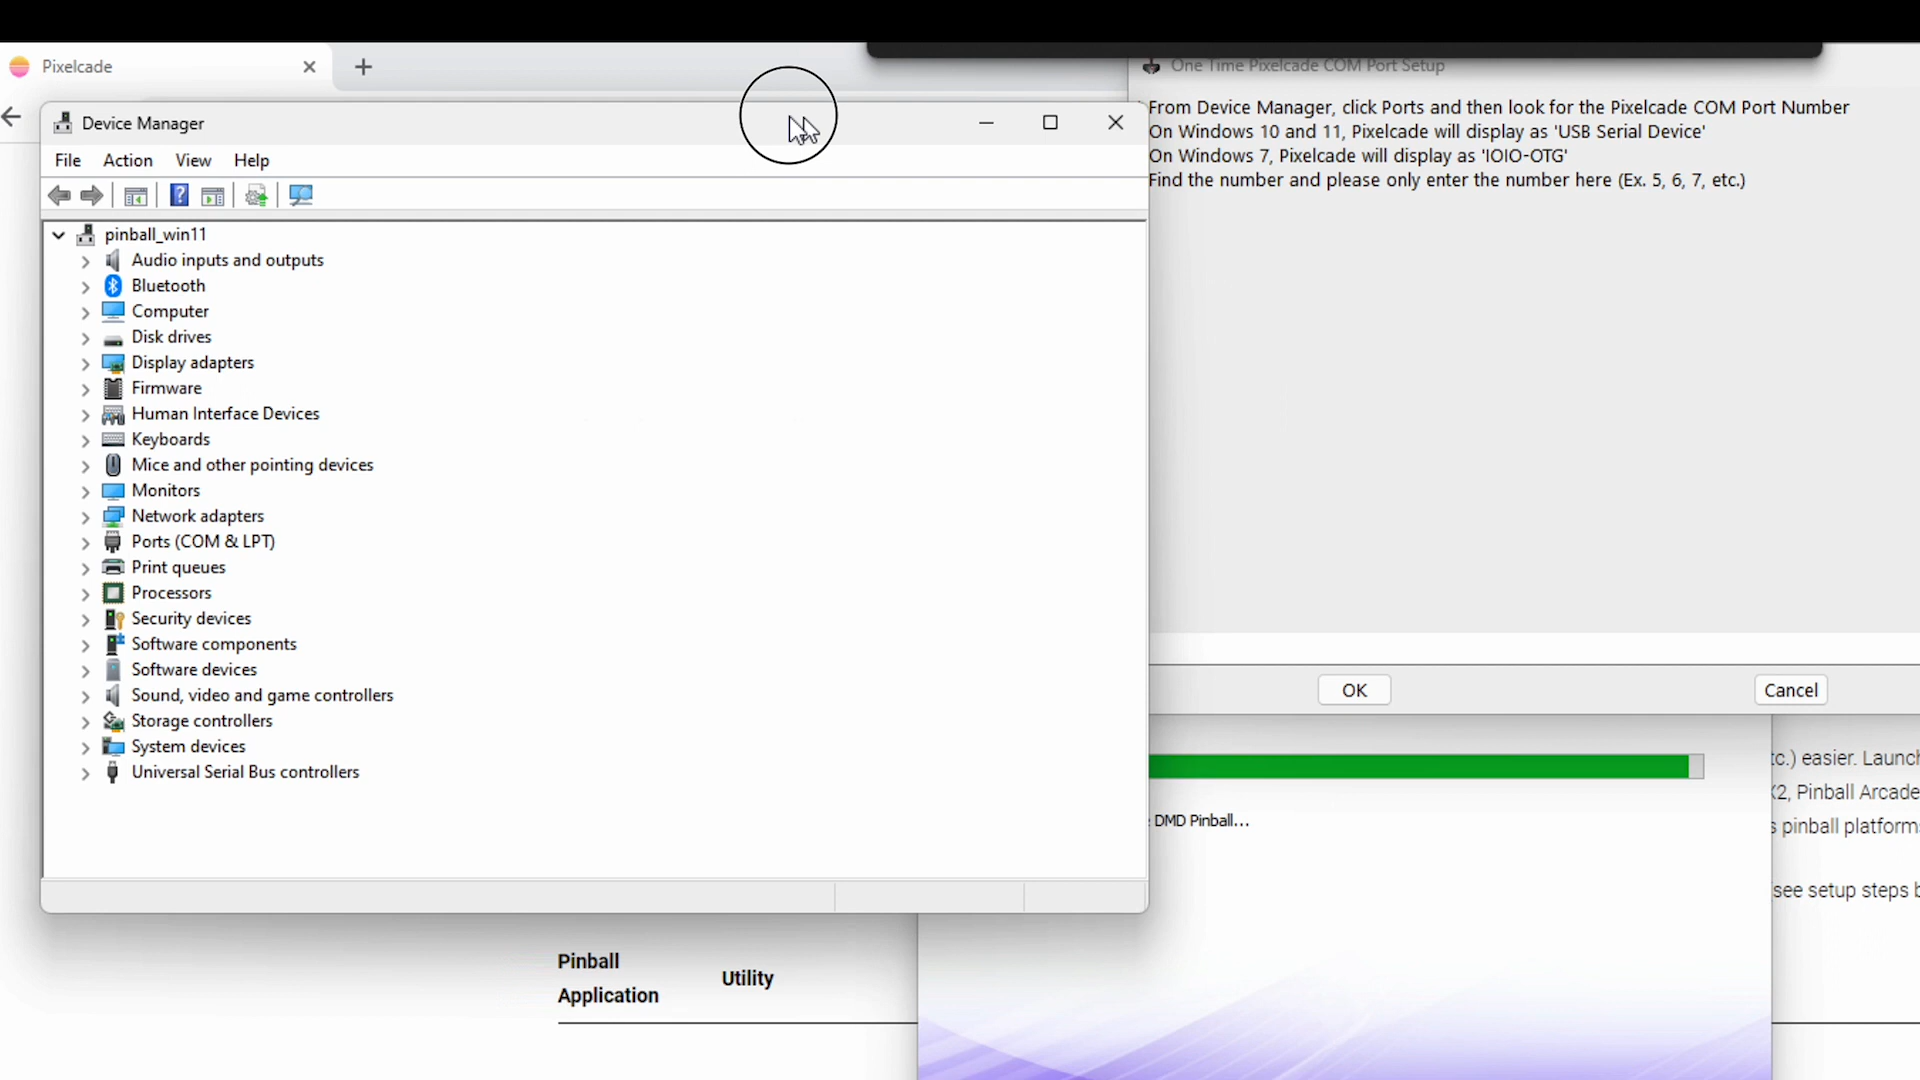 Pixelcade
One Time Pixelcade COM Port Setup
From Device Manager, click Ports and then look for the Pixelcade COM Port Number
On Windows 10 and 11, Pixelcade will display as 'USB Serial Device'
On Windows 7, Pixelcade will display as 'IOIO-OTG'
Find the number and please only enter the number here (Ex. 5, 6, 7, etc.)
Device Manager
File Action View Help
pinball_win11
Audio inputs and outputs
Bluetooth
Computer
Disk drives
Display adapters
Firmware
Human Interface Devices
Keyboards
Mice and other pointing devices
Monitors
Network adapters
Ports (COM & LPT)
Print queues
Processors
Security devices
Software components
Software devices
Sound, video and game controllers
Storage controllers
System devices
Universal Serial Bus controllers
OK Cancel
DMD Pinball...
tc.) easier. Launch
X2, Pinball Arcade
s pinball platform
see setup steps b
Pinball
Application
Utility